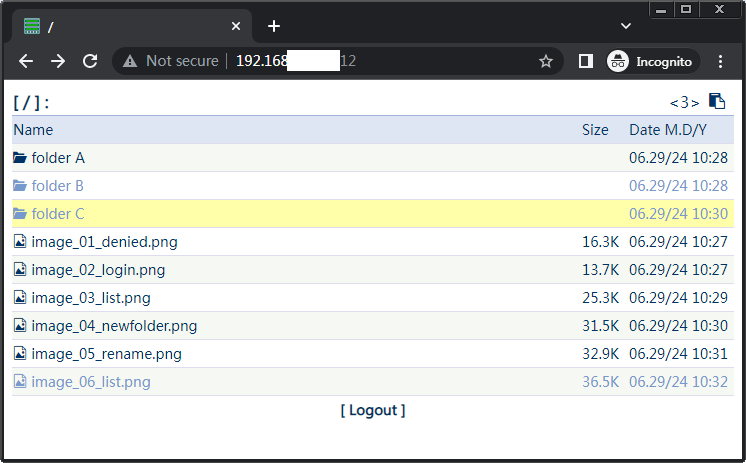 /
Not secure 192.168 12
Incognito
[ / ] :
< 3 >
Name Size Date M.D/Y
folder A 06.29/24 10:28
folder B 06.29/24 10:28
folder C 06.29/24 10:30
image_01_denied.png 16.3K 06.29/24 10:27
image_02_login.png 13.7K 06.29/24 10:27
image_03_list.png 25.3K 06.29/24 10:29
image_04_newfolder.png 31.5K 06.29/24 10:30
image_05_rename.png 32.9K 06.29/24 10:31
image_06_list.png 36.5K 06.29/24 10:32
[ Logout ]